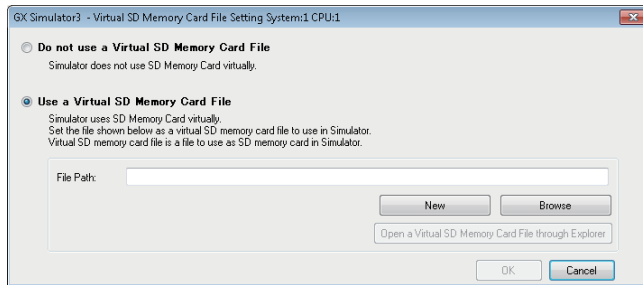 GX Simulator3 - Virtual SD Memory Card File Setting System:1 CPU:1
Do not use a Virtual SD Memory Card File
Simulator does not use SD Memory Card virtually.
Use a Virtual SD Memory Card File
Simulator uses SD Memory Card virtually.
Set the file shown below as a virtual SD memory card file to use in Simulator.
Virtual SD memory card file is a file to use as SD memory card in Simulator.
File Path:
New Browse
Open a Virtual SD Memory Card File through Explorer
OK Cancel